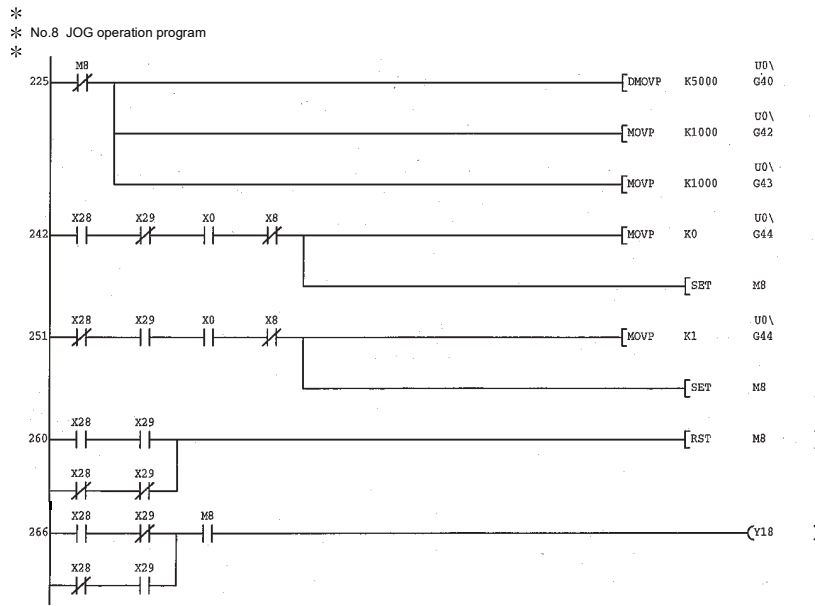 *
* No.8 JOG operation program
*
M8 U0\
225 DMOVP K5000 G40
U0\
MOVP K1000 G42
U0\
MOVP K1000 G43
X28 X29 X0 X8 U0\
242 MOVP K0 G44
SET M8
X28 X29 X0 X8 U0\
251 MOVP K1 G44
SET M8
X28 X29
260 RST M8
X28 X29
X28 X29 M8
266 Y18
X28 X29